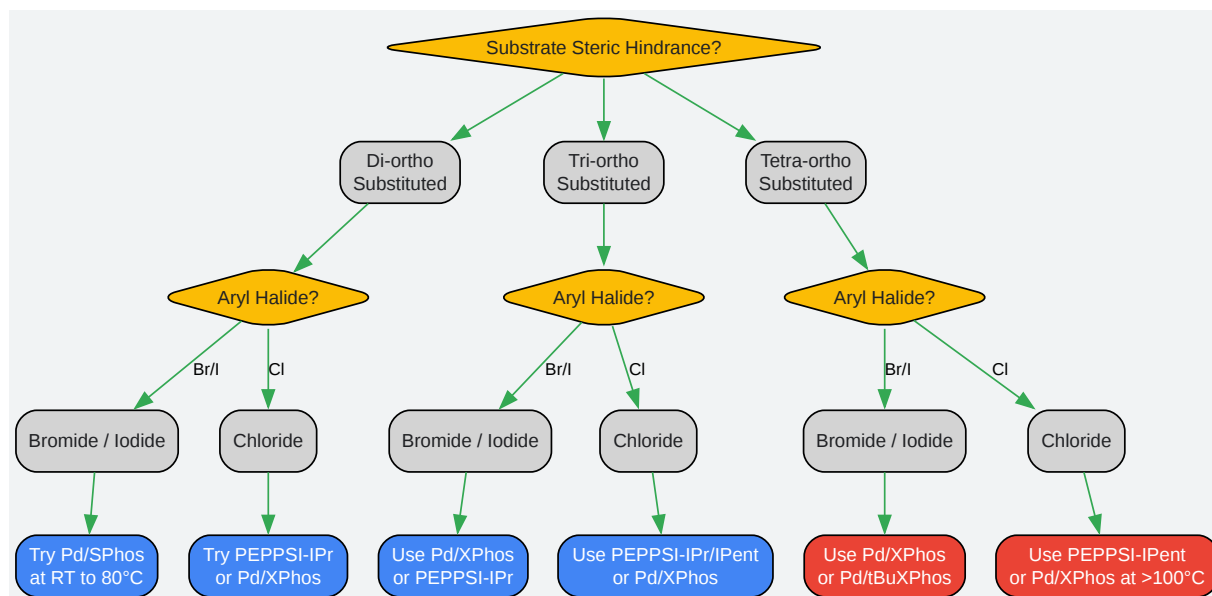 Substrate Steric Hindrance?
Di-ortho
Substituted
Tri-ortho
Substituted
Tetra-ortho
Substituted
Aryl Halide?
Aryl Halide?
Aryl Halide?
Br/I
Cl
Br/I
Cl
Br/I
Cl
Bromide / Iodide
Chloride
Bromide / Iodide
Chloride
Bromide / Iodide
Chloride
Try Pd/SPhos
at RT to 80°C
Try PEPPSI-IPr
or Pd/XPhos
Use Pd/XPhos
or PEPPSI-IPr
Use PEPPSI-IPr/IPent
or Pd/XPhos
Use Pd/XPhos
or Pd/tBuXPhos
Use PEPPSI-IPent
or Pd/XPhos at >100°C